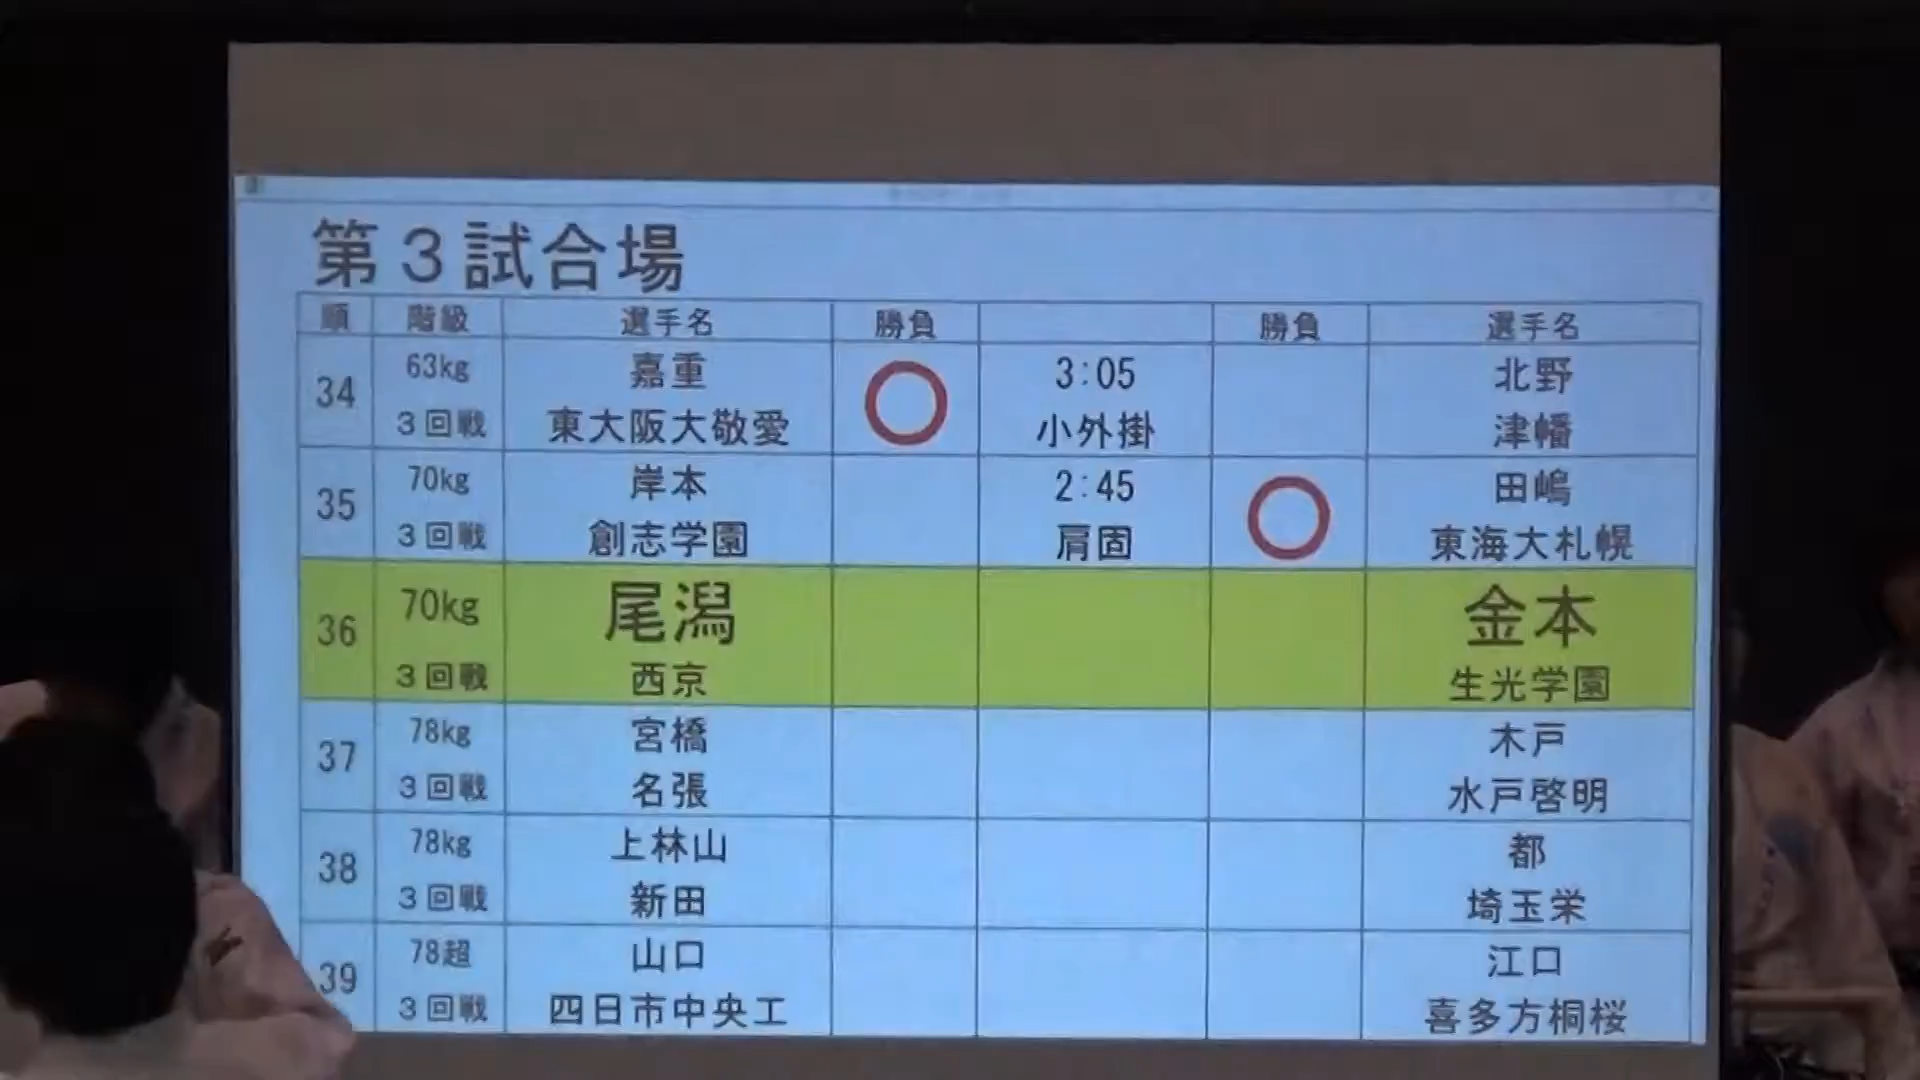 第３試合場
順 階級 選手名 勝負 勝負 選手名
63kg 嘉重 3:05 北野
34
３回戦 東大阪大敬愛 小外掛 津幡
70kg 岸本 2:45 田嶋
35
３回戦 創志学園 肩固 東海大札幌
70kg 尾潟 金本
36
３回戦 西京 生光学園
78kg 宮橋 木戸
37
３回戦 名張 水戸啓明
78kg 上林山 都
38
３回戦 新田 埼玉栄
78超 山口 江口
39
３回戦 四日市中央工 喜多方桐桜